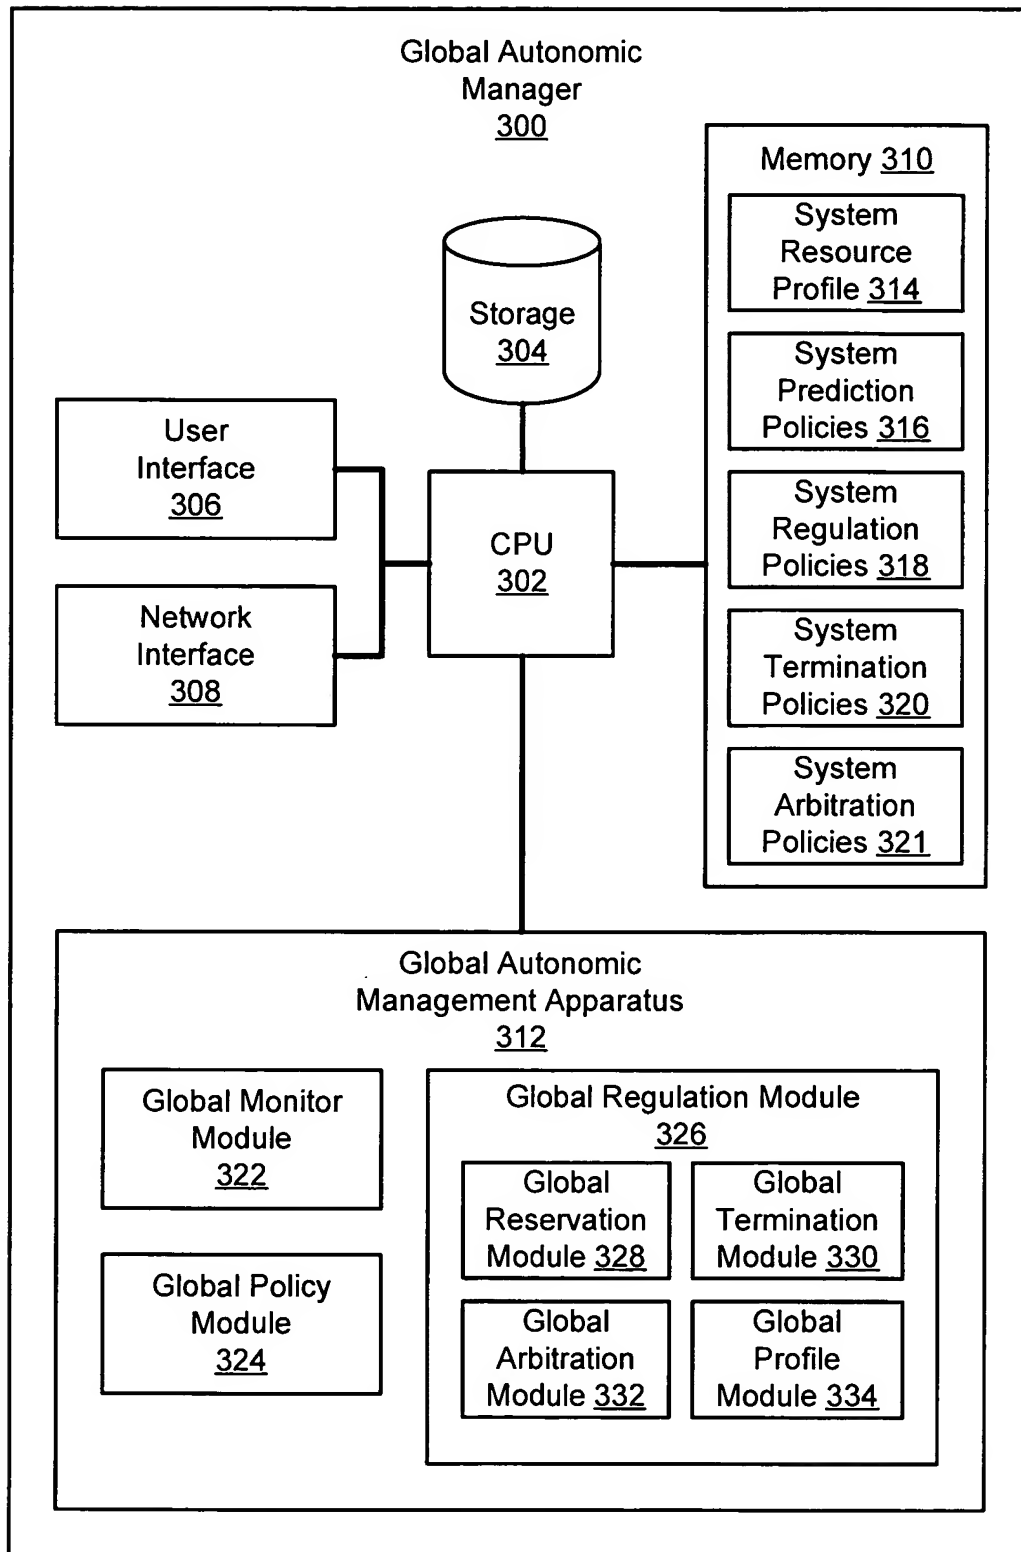 Global Autonomic
Manager
300
Memory 310
System
Resource
Profile 314
System
Prediction
Policies 316
System
Regulation
Policies 318
System
Termination
Policies 320
System
Arbitration
Policies 321
Storage
304
User
Interface
306
CPU
302
Network
Interface
308
Global Autonomic
Management Apparatus
312
Global Monitor
Module
322
Global Policy
Module
324
Global Regulation Module
326
Global
Reservation
Module 328
Global
Termination
Module 330
Global
Arbitration
Module 332
Global
Profile
Module 334